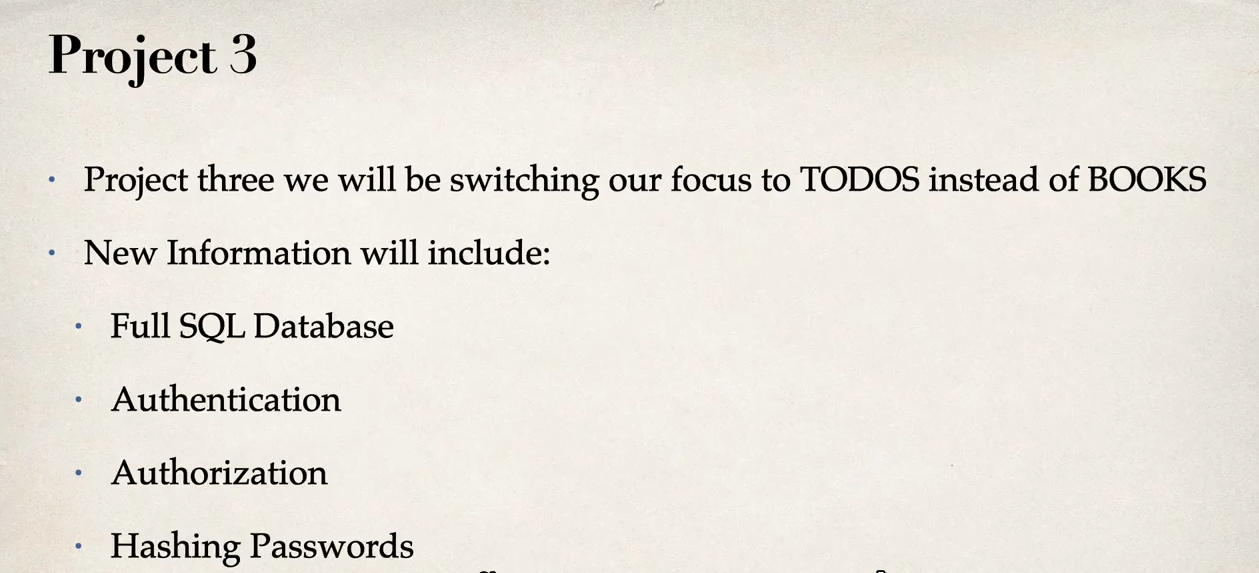 Project 3
• Project three we will be switching our focus to TODOS instead of BOOKS
• New Information will include:
• Full SQL Database
• Authentication
• Authorization
• Hashing Passwords